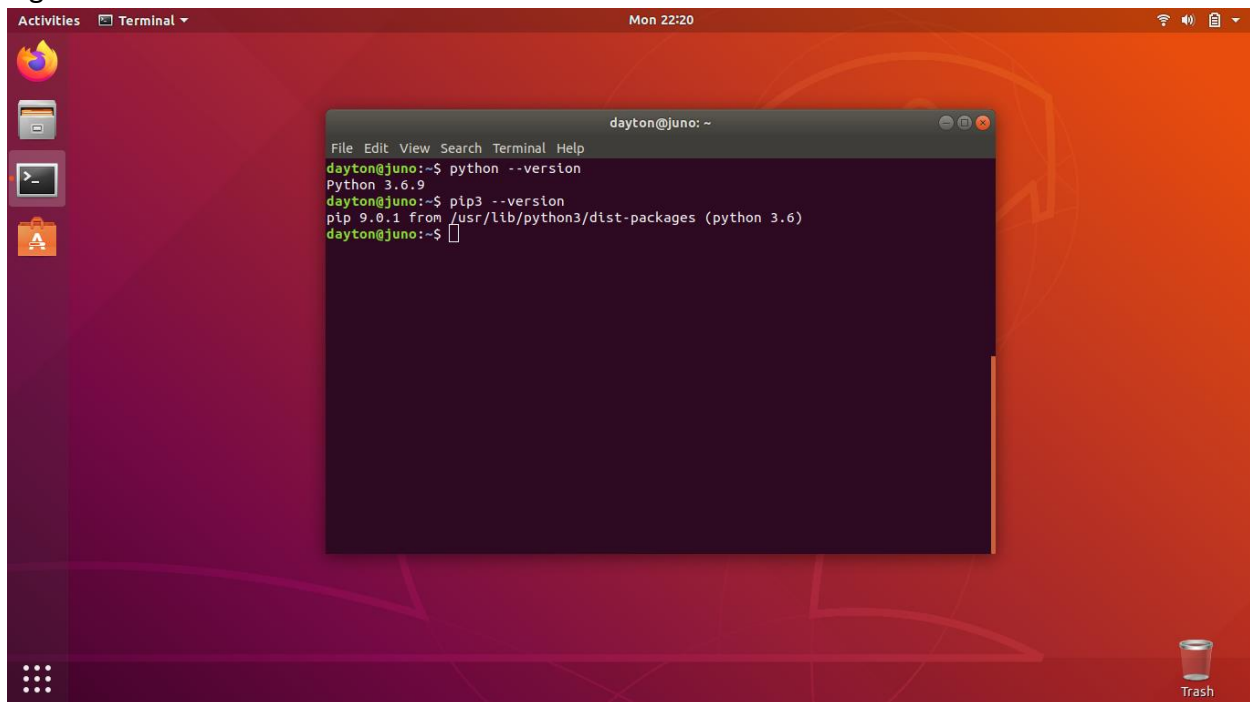 Activities Terminal Mon 22:20
dayton@juno: ~
File Edit View Search Terminal Help
dayton@juno:~$ python --version
Python 3.6.9
dayton@juno:~$ pip3 --version
pip 9.0.1 from /usr/lib/python3/dist-packages (python 3.6)
dayton@juno:~$
Trash